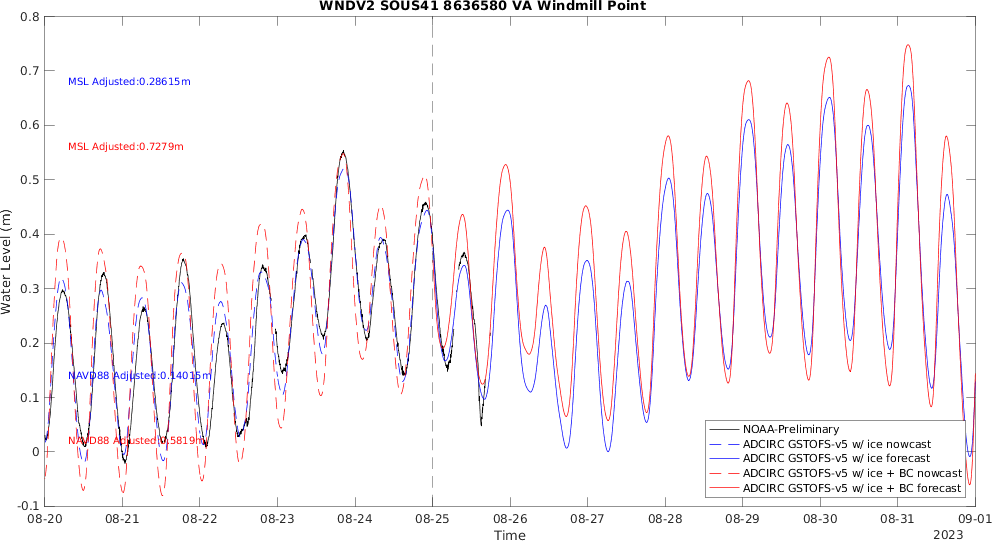 WNDV2 SOUS41 8636580 VA Windmill Point
Water Level (m)
0.8
0.7
0.6
0.5
0.4
0.3
0.2
0.1
0
-0.1
MSL Adjusted:0.28615m
MSL Adjusted:0.7279m
NAVD88 Adjusted:0.14015m
NAVD88 Adjusted:0.5819m
NOAA-Preliminary
ADCIRC GSTOFS-v5 w/ ice nowcast
ADCIRC GSTOFS-v5 w/ ice forecast
ADCIRC GSTOFS-v5 w/ ice + BC nowcast
ADCIRC GSTOFS-v5 w/ ice + BC forecast
08-20 08-21 08-22 08-23 08-24 08-25 08-26 08-27 08-28 08-29 08-30 08-31 09-01
Time
2023